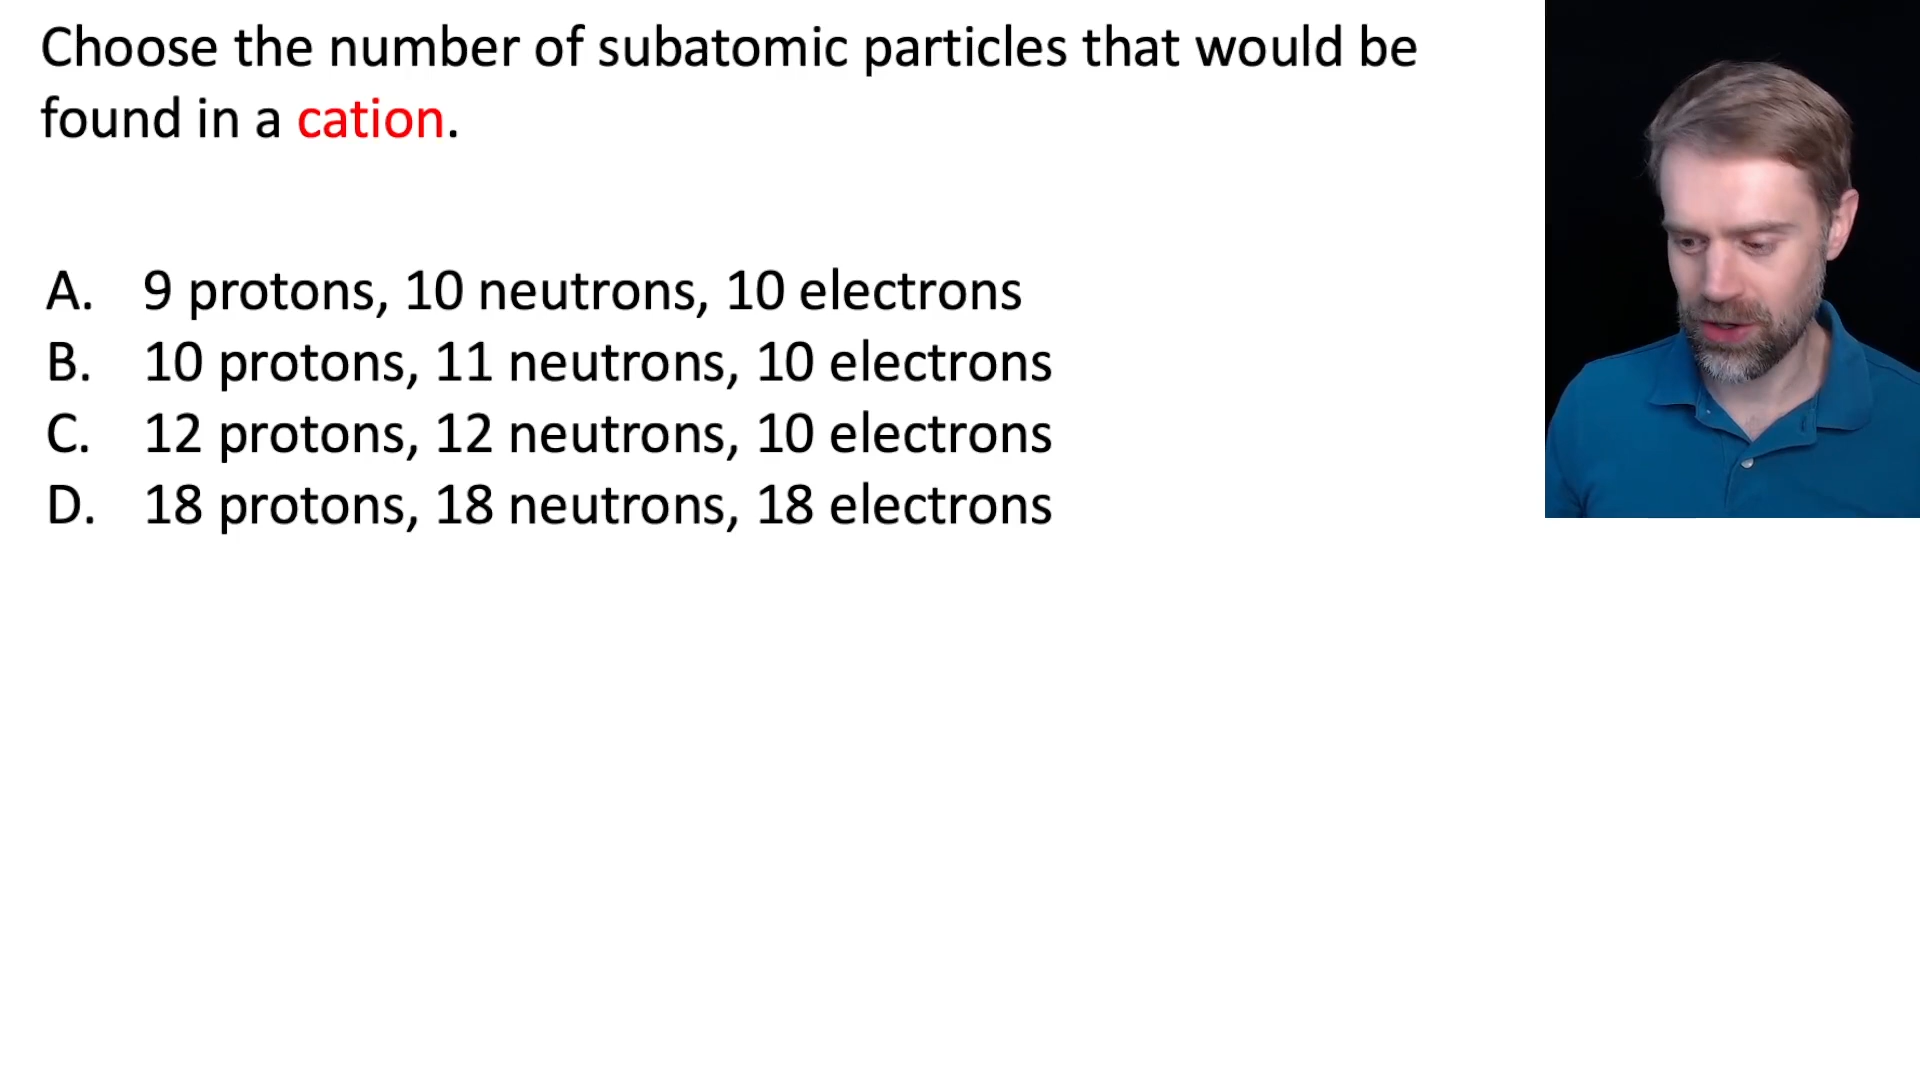 Choose the number of subatomic particles that would be
found in a cation.
A. 9 protons, 10 neutrons, 10 electrons
B. 10 protons, 11 neutrons, 10 electrons
C. 12 protons, 12 neutrons, 10 electrons
D. 18 protons, 18 neutrons, 18 electrons